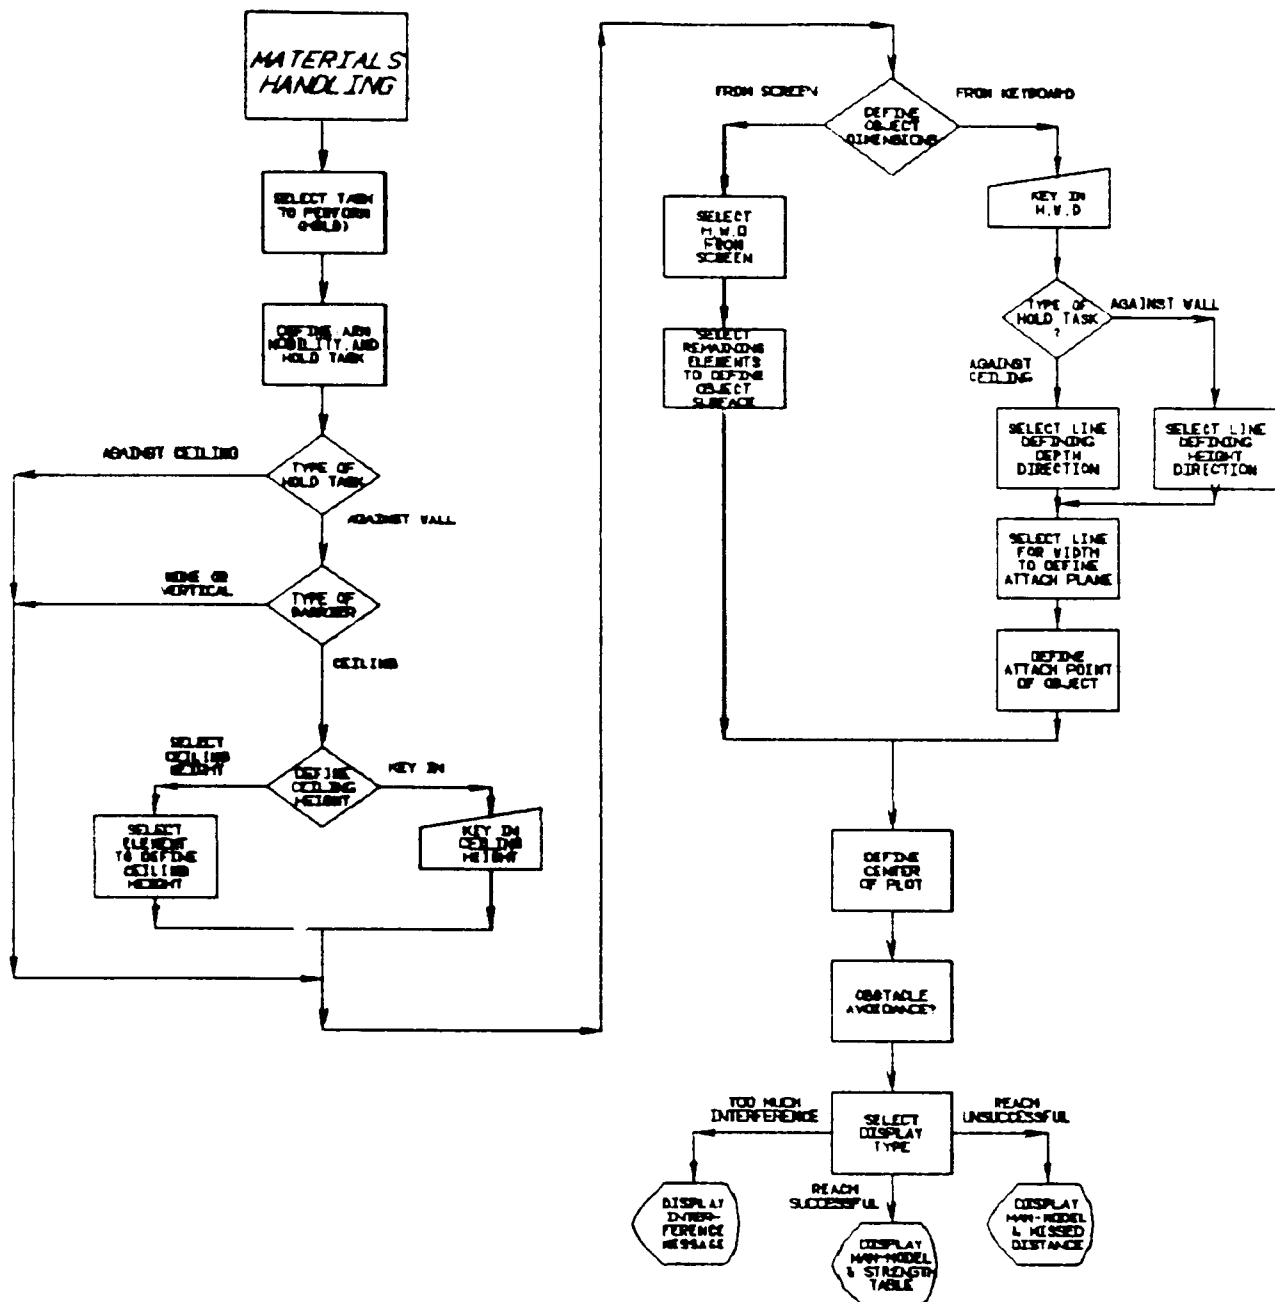 MATERIALS
HANDLING
SELECT TASK
TO PERFORM
(HOLD)
DEFINE ARM
MOBILITY, AND
HOLD TASK
AGAINST CEILING
TYPE OF
HOLD TASK
AGAINST WALL
NONE OR
VERTICAL
TYPE OF
BARRIER
CEILING
SELECT
CEILING
HEIGHT
DEFINE
CEILING
HEIGHT
KEY IN
SELECT
ELEMENT
TO DEFINE
CEILING
HEIGHT
KEY IN
CEILING
HEIGHT
FROM SCREEN
DEFINE
OBJECT
DIMENSIONS
FROM KEYBOARD
SELECT
H,W,D
FROM
SCREEN
KEY IN
H,W,D
SELECT
REMAINING
ELEMENTS
TO DEFINE
OBJECT
SURFACE
TYPE OF
HOLD TASK
?
AGAINST WALL
AGAINST
CEILING
SELECT LINE
DEFINING
DEPTH
DIRECTION
SELECT LINE
DEFINING
HEIGHT
DIRECTION
SELECT LINE
FOR WIDTH
TO DEFINE
ATTACH PLANE
DEFINE
ATTACH POINT
OF OBJECT
DEFINE
CENTER
OF PLOT
OBSTACLE
AVOIDANCE?
TOO MUCH
INTERFERENCE
SELECT
DISPLAY
TYPE
REACH
UNSUCCESSFUL
REACH
SUCCESSFUL
DISPLAY
INTER-
FERENCE
MESSAGE
DISPLAY
MAN-MODEL
& STRENGTH
TABLE
DISPLAY
MAN-MODEL
& MISSED
DISTANCE